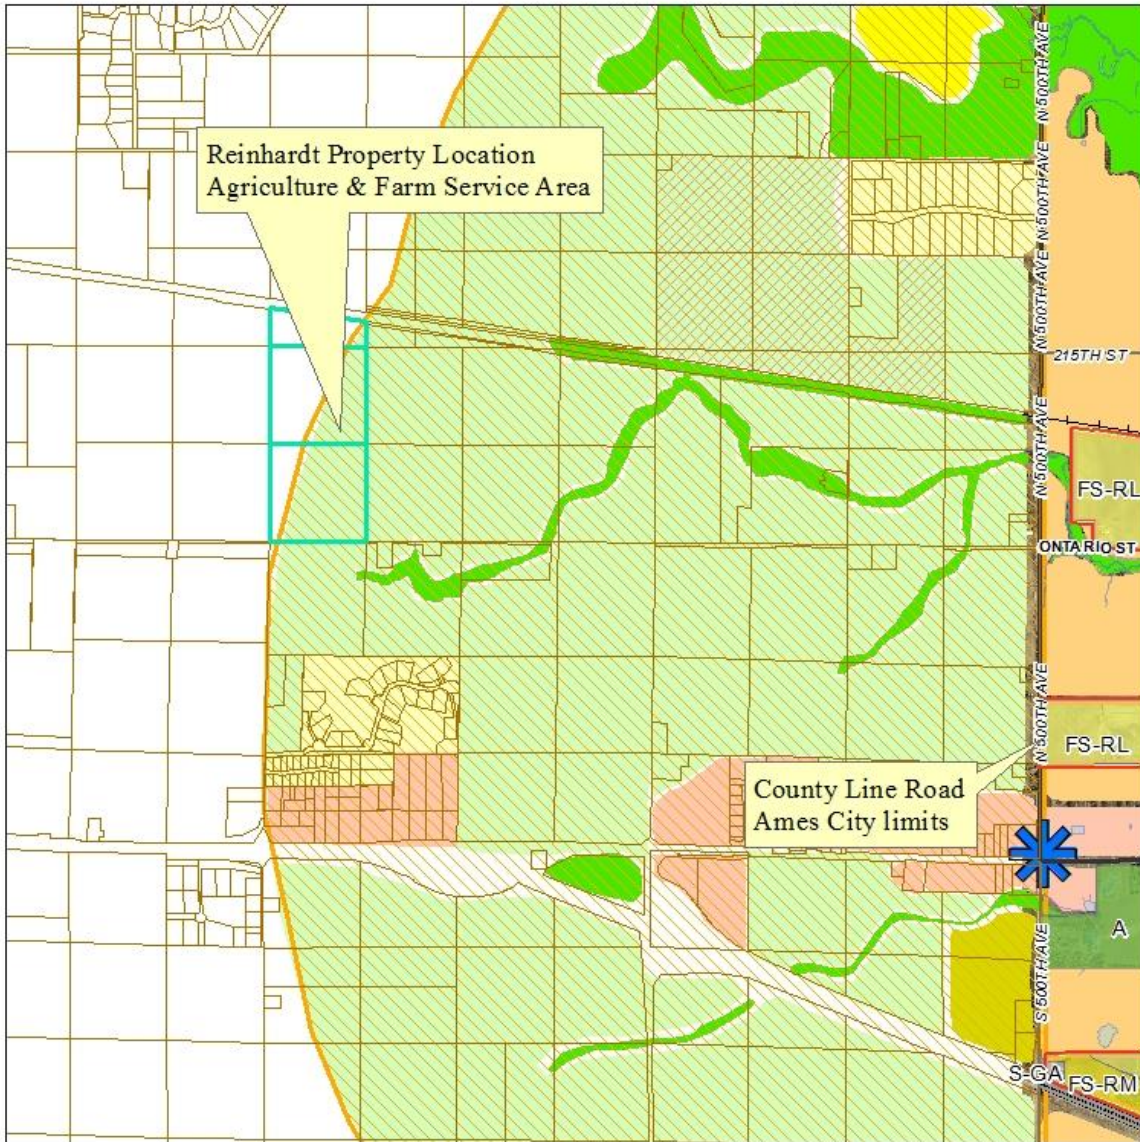 Reinhardt Property Location
Agriculture & Farm Service Area
N 500TH AVE
N 500TH AVE
N 500TH AVE
N 500TH AVE
215TH ST
N 500TH AVE
FS-RL
ONTARIO ST
N 500TH AVE
FS-RL
County Line Road
Ames City limits
A
S 500TH AVE
S-GA
FS-RM